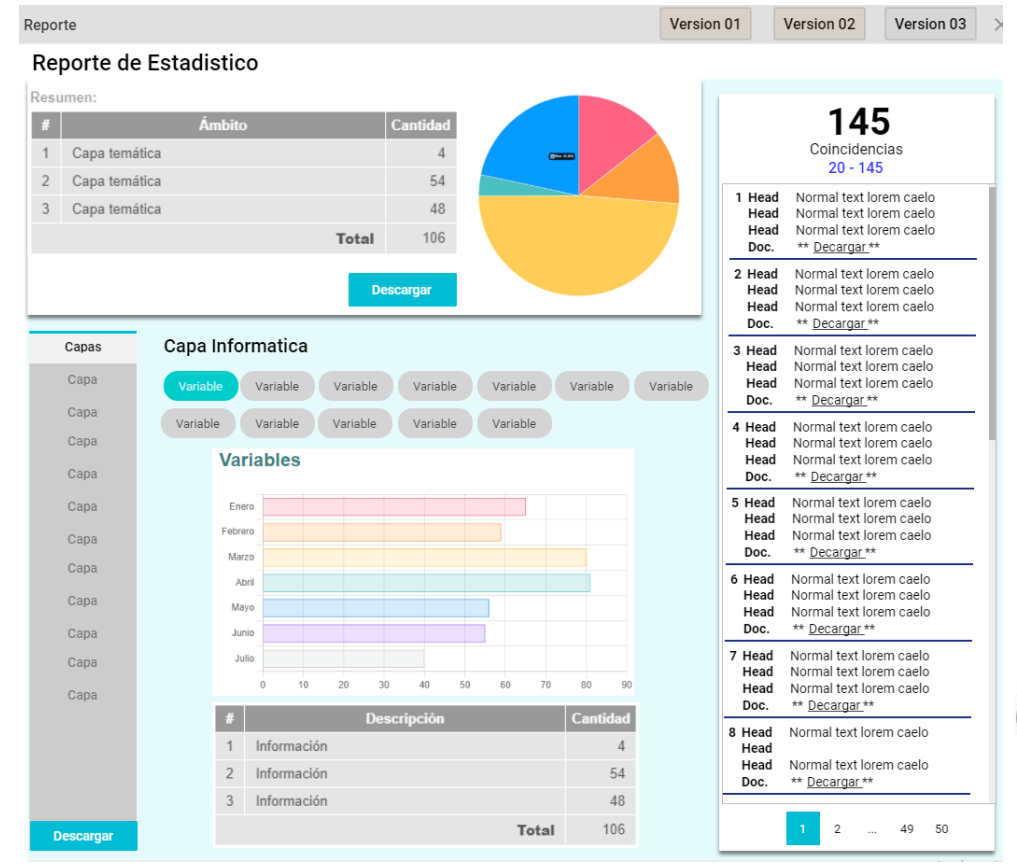 Reporte Version 01 Version 02 Version 03
Reporte de Estadistico
Resumen:
# Ámbito Cantidad
1 Capa temática 4
2 Capa temática 54
3 Capa temática 48
Total 106
Descargar
Capas
Capa
Capa
Capa
Capa
Capa
Capa
Capa
Capa
Capa
Capa
Capa
Descargar
Capa Informatica
Variable Variable Variable Variable Variable Variable Variable
Variable Variable Variable Variable Variable
Variables
Enero
Febrero
Marzo
Abril
Mayo
Junio
Julio
0 10 20 30 40 50 60 70 80 90
# Descripción Cantidad
1 Información 4
2 Información 54
3 Información 48
Total 106
145
Coincidencias
20 - 145
1 Head Normal text lorem caelo
Head Normal text lorem caelo
Head Normal text lorem caelo
Doc. ** Decargar **
2 Head Normal text lorem caelo
Head Normal text lorem caelo
Head Normal text lorem caelo
Doc. ** Decargar **
3 Head Normal text lorem caelo
Head Normal text lorem caelo
Head Normal text lorem caelo
Doc. ** Decargar **
4 Head Normal text lorem caelo
Head Normal text lorem caelo
Head Normal text lorem caelo
Doc. ** Decargar **
5 Head Normal text lorem caelo
Head Normal text lorem caelo
Head Normal text lorem caelo
Doc. ** Decargar **
6 Head Normal text lorem caelo
Head Normal text lorem caelo
Head Normal text lorem caelo
Doc. ** Decargar **
7 Head Normal text lorem caelo
Head Normal text lorem caelo
Head Normal text lorem caelo
Doc. ** Decargar **
8 Head Normal text lorem caelo
Head
Head Normal text lorem caelo
Doc. ** Decargar **
1 2 ... 49 50